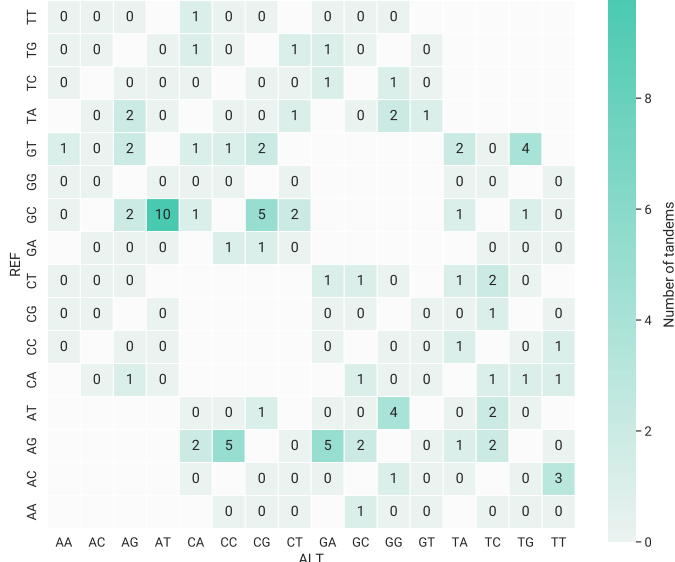 TT 0 0 0 1 0 0 0 0 0
TG 0 0 0 1 0 1 1 0 0
TC 0 0 0 0 0 0 1 1 0
TA 0 2 0 0 0 1 0 2 1
GT 1 0 2 1 1 2 2 0 4
GG 0 0 0 0 0 0 0 0 0
GC 0 2 10 1 5 2 1 1 0
GA 0 0 0 1 1 0 0 0 0
CT 0 0 0 1 1 0 1 2 0
CG 0 0 0 0 0 0 0 1 0
CC 0 0 0 0 0 0 1 0 1
CA 0 1 0 1 0 0 1 1 1
AT 0 0 1 0 0 4 0 2 0
AG 2 5 0 5 2 0 1 2 0
AC 0 0 0 0 1 0 0 0 3
AA 0 0 0 1 0 0 0 0 0
AA AC AG AT CA CC CG CT GA GC GG GT TA TC TG TT
ALT
REF
8
6
4
2
0
Number of tandems